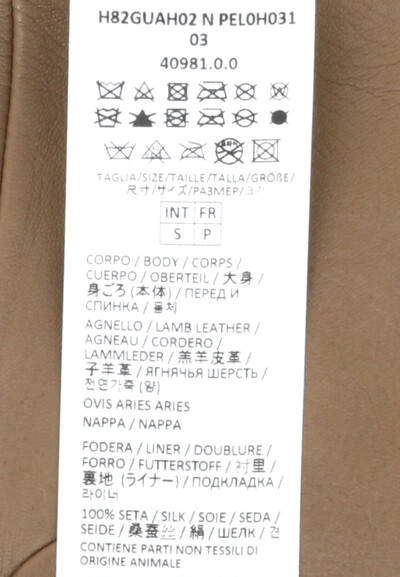 H82GUAH02 N PEL0H031
03
40981.0.0
TAGLIA/SIZE/TAILLE/TALLA/GRÖßE/
尺寸/サイズ/РАЗМЕР/크기
INT FR
S P
CORPO / BODY / CORPS /
CUERPO / OBERTEIL / 大身 /
身ごろ (本体) / ПЕРЕД И
СПИНКА / 몸체
AGNELLO / LAMB LEATHER /
AGNEAU / CORDERO /
LAMMLEDER / 羔羊皮革 /
子羊革 / ЯГНЯЧЬЯ ШЕРСТЬ /
천연가죽 (양)
OVIS ARIES ARIES
NAPPA / NAPPA
FODERA / LINER / DOUBLURE /
FORRO / FUTTERSTOFF / 衬里 /
裏地 (ライナー) / ПОДКЛАДКА /
라이너
100% SETA / SILK / SOIE / SEDA /
SEIDE / 桑蚕丝 / 絹 / ШЕЛК / 견
CONTIENE PARTI NON TESSILI DI
ORIGINE ANIMALE